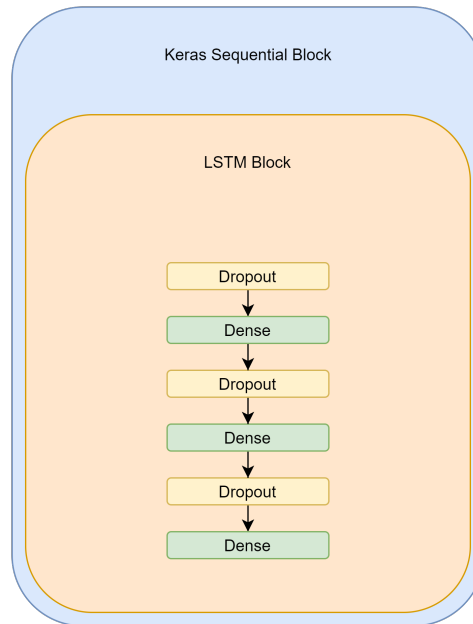 Keras Sequential Block
LSTM Block
Dropout
Dense
Dropout
Dense
Dropout
Dense